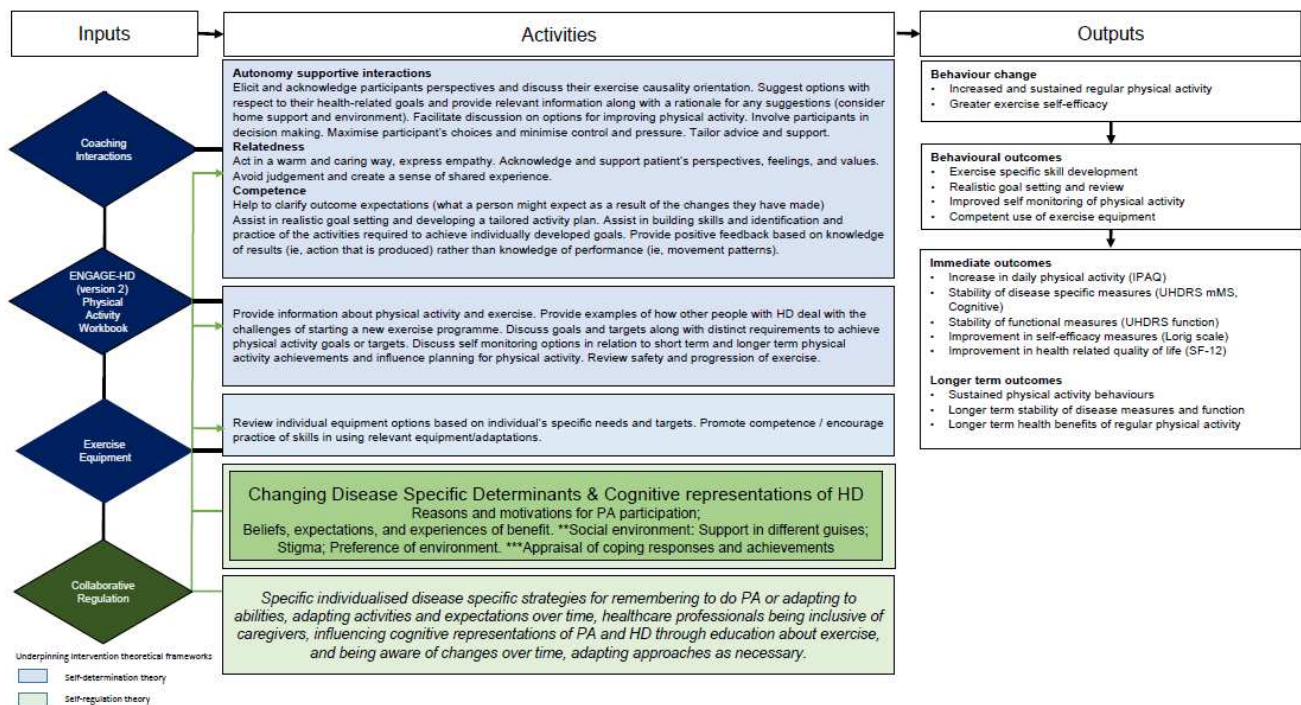 Inputs
Activities
Outputs
Coaching
Interactions
ENGAGE-HD
(version 2)
Physical
Activity
Workbook
Exercise
Equipment
Collaborative
Regulation
Underpinning intervention theoretical frameworks
Self-determination theory
Self-regulation theory
Autonomy supportive interactions
Elicit and acknowledge participants perspectives and discuss their exercise causality orientation. Suggest options with
respect to their health-related goals and provide relevant information along with a rationale for any suggestions (consider
home support and environment). Facilitate discussion on options for improving physical activity. Involve participants in
decision making. Maximise participant's choices and minimise control and pressure. Tailor advice and support.
Relatedness
Act in a warm and caring way, express empathy. Acknowledge and support patient's perspectives, feelings, and values.
Avoid judgement and create a sense of shared experience.
Competence
Help to clarify outcome expectations (what a person might expect as a result of the changes they have made)
Assist in realistic goal setting and developing a tailored activity plan. Assist in building skills and identification and
practice of the activities required to achieve individually developed goals. Provide positive feedback based on knowledge
of results (ie, action that is produced) rather than knowledge of performance (ie, movement patterns).
Provide information about physical activity and exercise. Provide examples of how other people with HD deal with the
challenges of starting a new exercise programme. Discuss goals and targets along with distinct requirements to achieve
physical activity goals or targets. Discuss self monitoring options in relation to short term and longer term physical
activity achievements and influence planning for physical activity. Review safety and progression of exercise.
Review individual equipment options based on individual's specific needs and targets. Promote competence / encourage
practice of skills in using relevant equipment/adaptations.
Changing Disease Specific Determinants & Cognitive representations of HD
Reasons and motivations for PA participation;
Beliefs, expectations, and experiences of benefit. **Social environment: Support in different guises;
Stigma; Preference of environment. ***Appraisal of coping responses and achievements
Specific individualised disease specific strategies for remembering to do PA or adapting to
abilities, adapting activities and expectations over time, healthcare professionals being inclusive of
caregivers, influencing cognitive representations of PA and HD through education about exercise,
and being aware of changes over time, adapting approaches as necessary.
Behaviour change
• Increased and sustained regular physical activity
• Greater exercise self-efficacy
Behavioural outcomes
• Exercise specific skill development
• Realistic goal setting and review
• Improved self monitoring of physical activity
• Competent use of exercise equipment
Immediate outcomes
• Increase in daily physical activity (IPAQ)
• Stability of disease specific measures (UHDRS mMS,
Cognitive)
• Stability of functional measures (UHDRS function)
• Improvement in self-efficacy measures (Lorig scale)
• Improvement in health related quality of life (SF-12)
Longer term outcomes
• Sustained physical activity behaviours
• Longer term stability of disease measures and function
• Longer term health benefits of regular physical activity